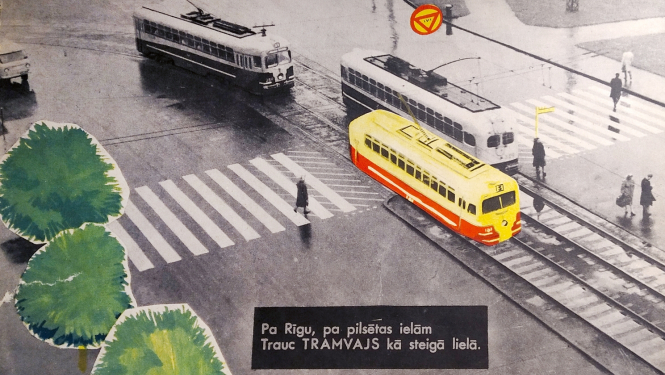 Pa Rīgu, pa pilsētas ielām
Trauc TRAMVAJS kā steigā lielā.